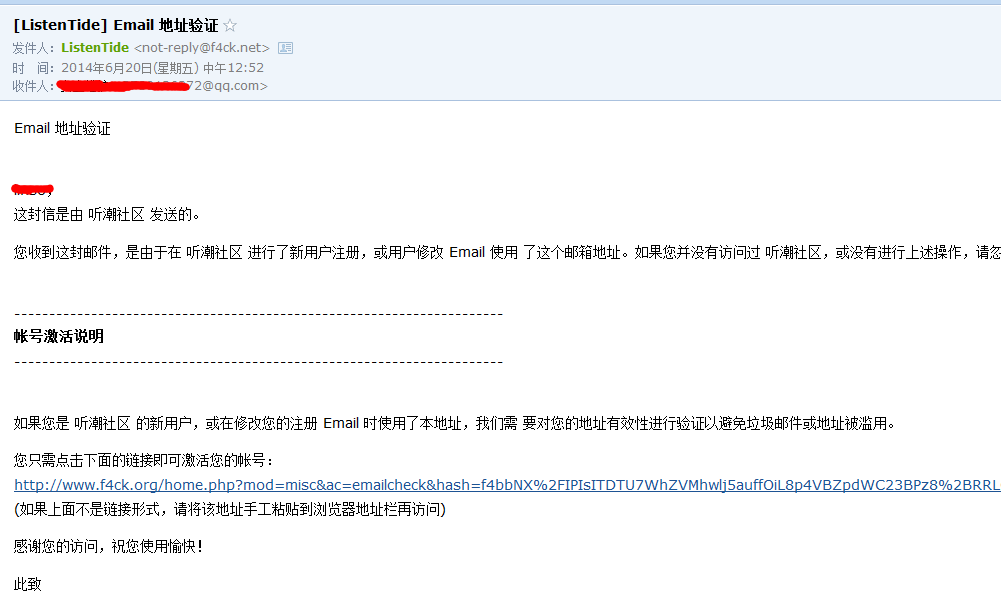 [ListenTide] Email 地址验证
发件人：ListenTide <not-reply@f4ck.net>
时 间：2014年6月20日(星期五) 中午12:52
收件人：2@qq.com>
Email 地址验证
这封信是由 听潮社区 发送的。
您收到这封邮件，是由于在 听潮社区 进行了新用户注册，或用户修改 Email 使用 了这个邮箱地址。如果您并没有访问过 听潮社区，或没有进行上述操作，请您
----------------------------------------------------------------------
帐号激活说明
----------------------------------------------------------------------
如果您是 听潮社区 的新用户，或在修改您的注册 Email 时使用了本地址，我们需 要对您的地址有效性进行验证以避免垃圾邮件或地址被滥用。
您只需点击下面的链接即可激活您的帐号：
http://www.f4ck.org/home.php?mod=misc&ac=emailcheck&hash=f4bbNX%2FIPIsITDTU7WhZVMhwlj5auffOiL8p4VBZpdWC23BPz8%2BRRL
(如果上面不是链接形式，请将该地址手工粘贴到浏览器地址栏再访问)
感谢您的访问，祝您使用愉快！
此致